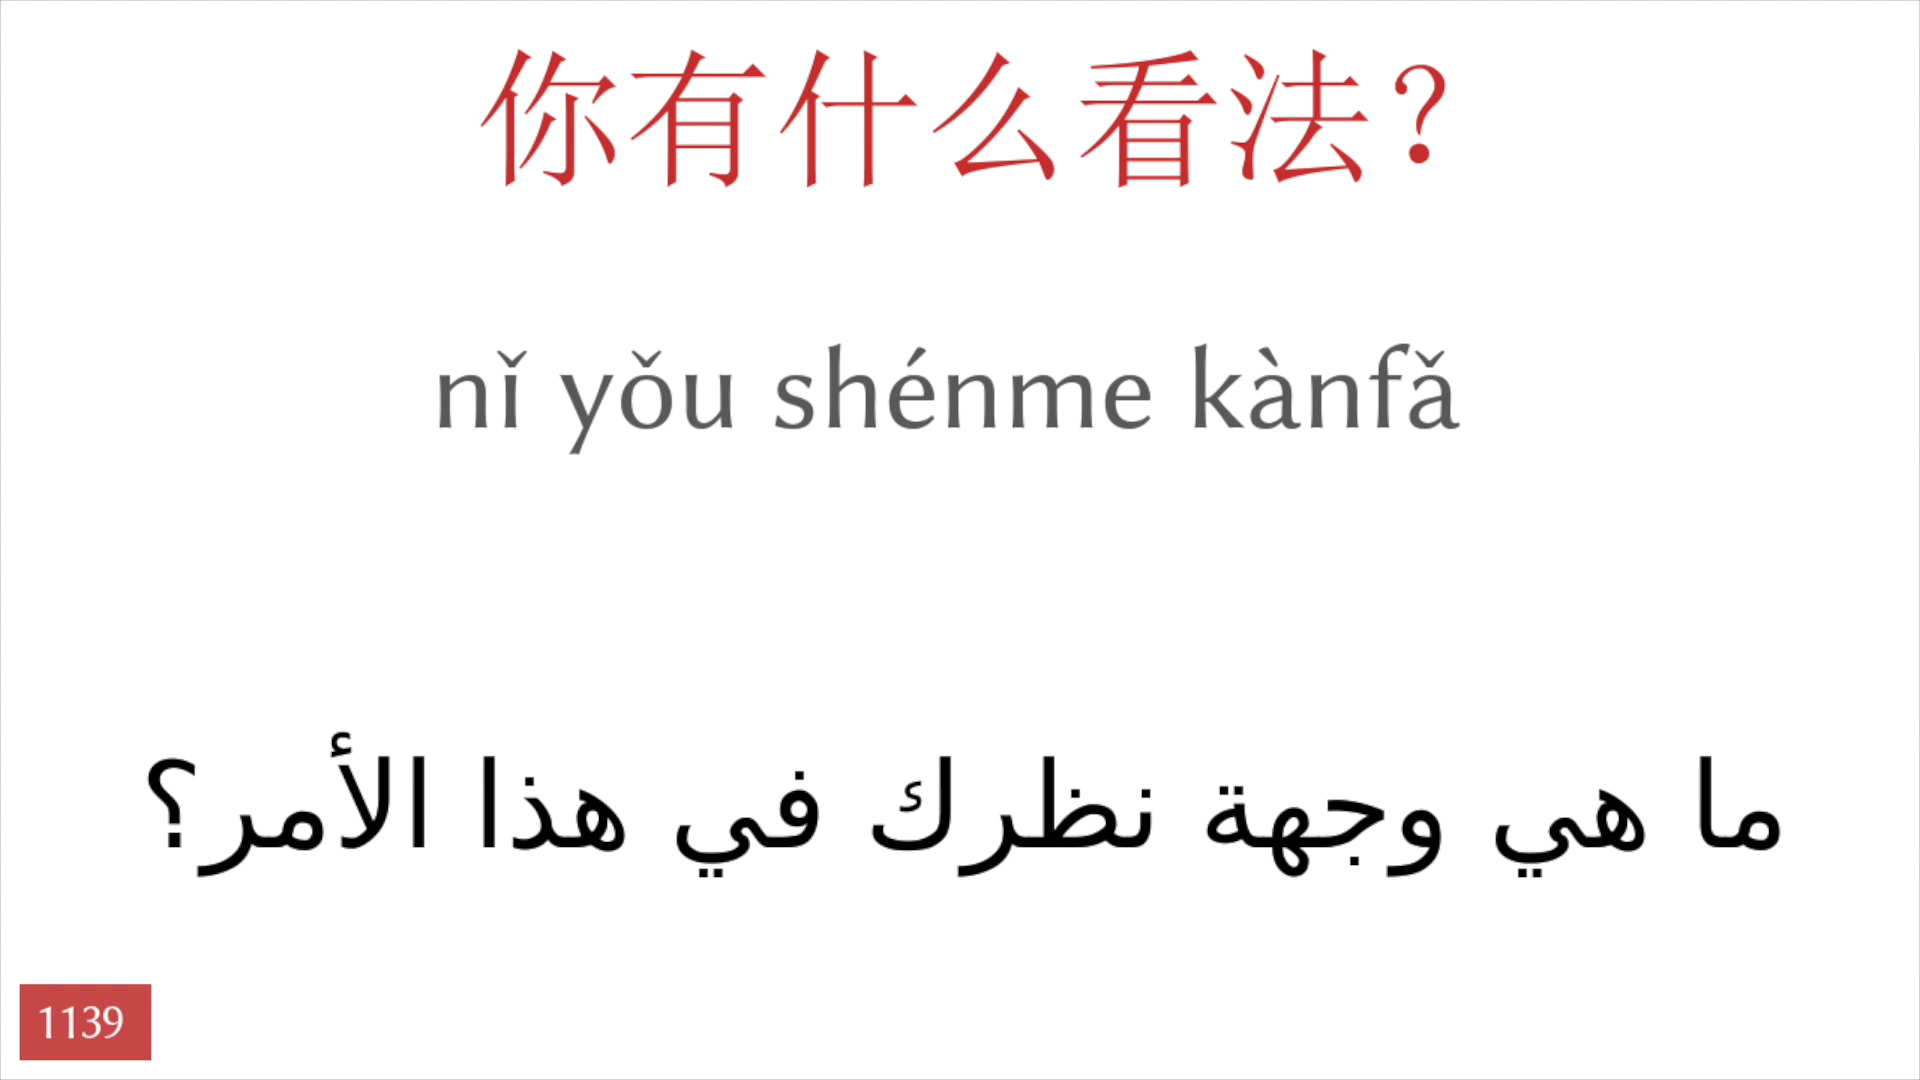 你有什么看法？
nǐ yǒu shénme kànfǎ
ما هي وجهة نظرك في هذا الأمر؟
1139